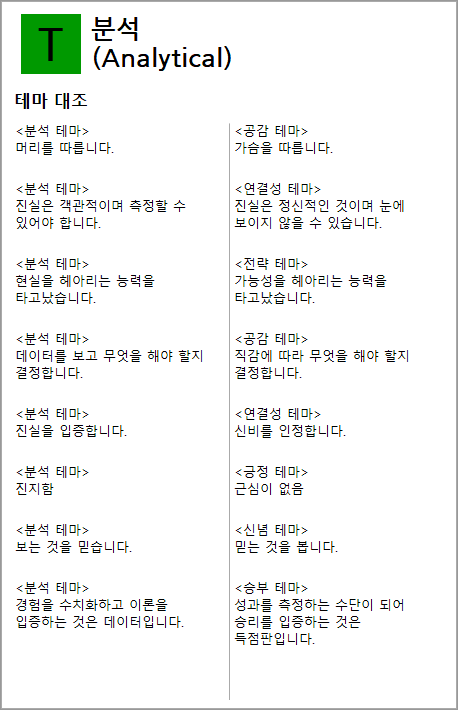 T
분석
(Analytical)
테마 대조
<분석 테마>
머리를 따릅니다.
<공감 테마>
가슴을 따릅니다.
<분석 테마>
진실은 객관적이며 측정할 수
있어야 합니다.
<연결성 테마>
진실은 정신적인 것이며 눈에
보이지 않을 수 있습니다.
<분석 테마>
현실을 헤아리는 능력을
타고났습니다.
<전략 테마>
가능성을 헤아리는 능력을
타고났습니다.
<분석 테마>
데이터를 보고 무엇을 해야 할지
결정합니다.
<공감 테마>
직감에 따라 무엇을 해야 할지
결정합니다.
<분석 테마>
진실을 입증합니다.
<연결성 테마>
신비를 인정합니다.
<분석 테마>
진지함
<긍정 테마>
근심이 없음
<분석 테마>
보는 것을 믿습니다.
<신념 테마>
믿는 것을 봅니다.
<분석 테마>
경험을 수치화하고 이론을
입증하는 것은 데이터입니다.
<승부 테마>
성과를 측정하는 수단이 되어
승리를 입증하는 것은
득점판입니다.